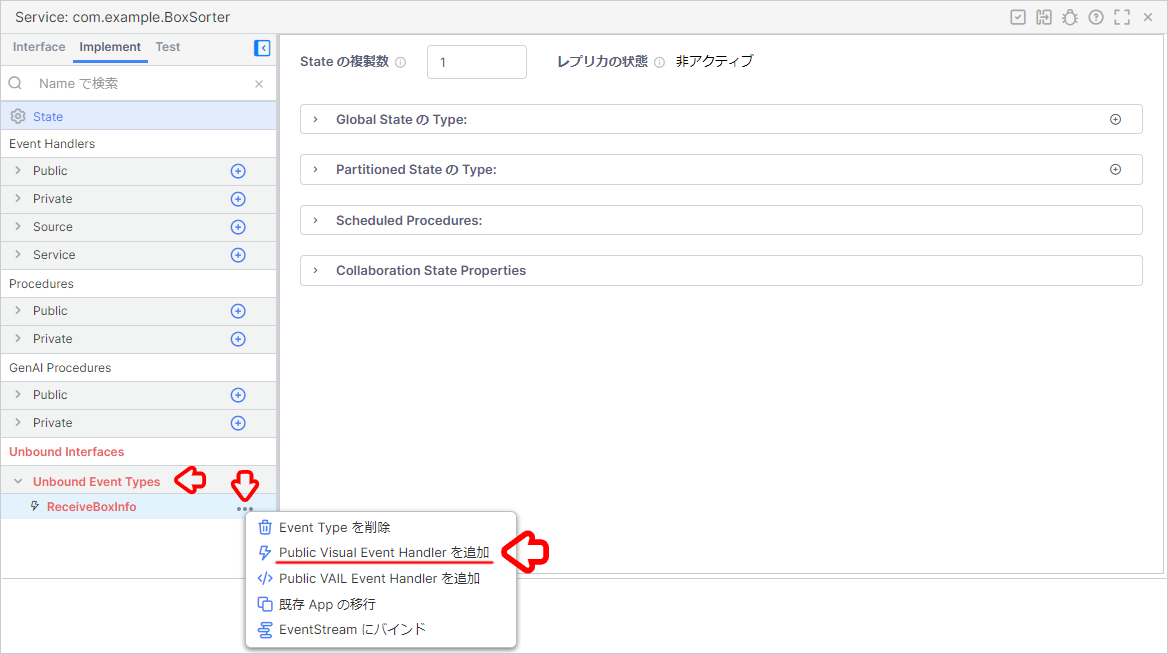 Service: com.example.BoxSorter
Interface Implement Test
Name で検索
State
Event Handlers
Public
Private
Source
Service
Procedures
Public
Private
GenAI Procedures
Public
Private
Unbound Interfaces
Unbound Event Types
ReceiveBoxInfo
State の複製数 1 レプリカの状態 非アクティブ
Global State の Type:
Partitioned State の Type:
Scheduled Procedures:
Collaboration State Properties
Event Type を削除
Public Visual Event Handler を追加
Public VAIL Event Handler を追加
既存 App の移行
EventStream にバインド